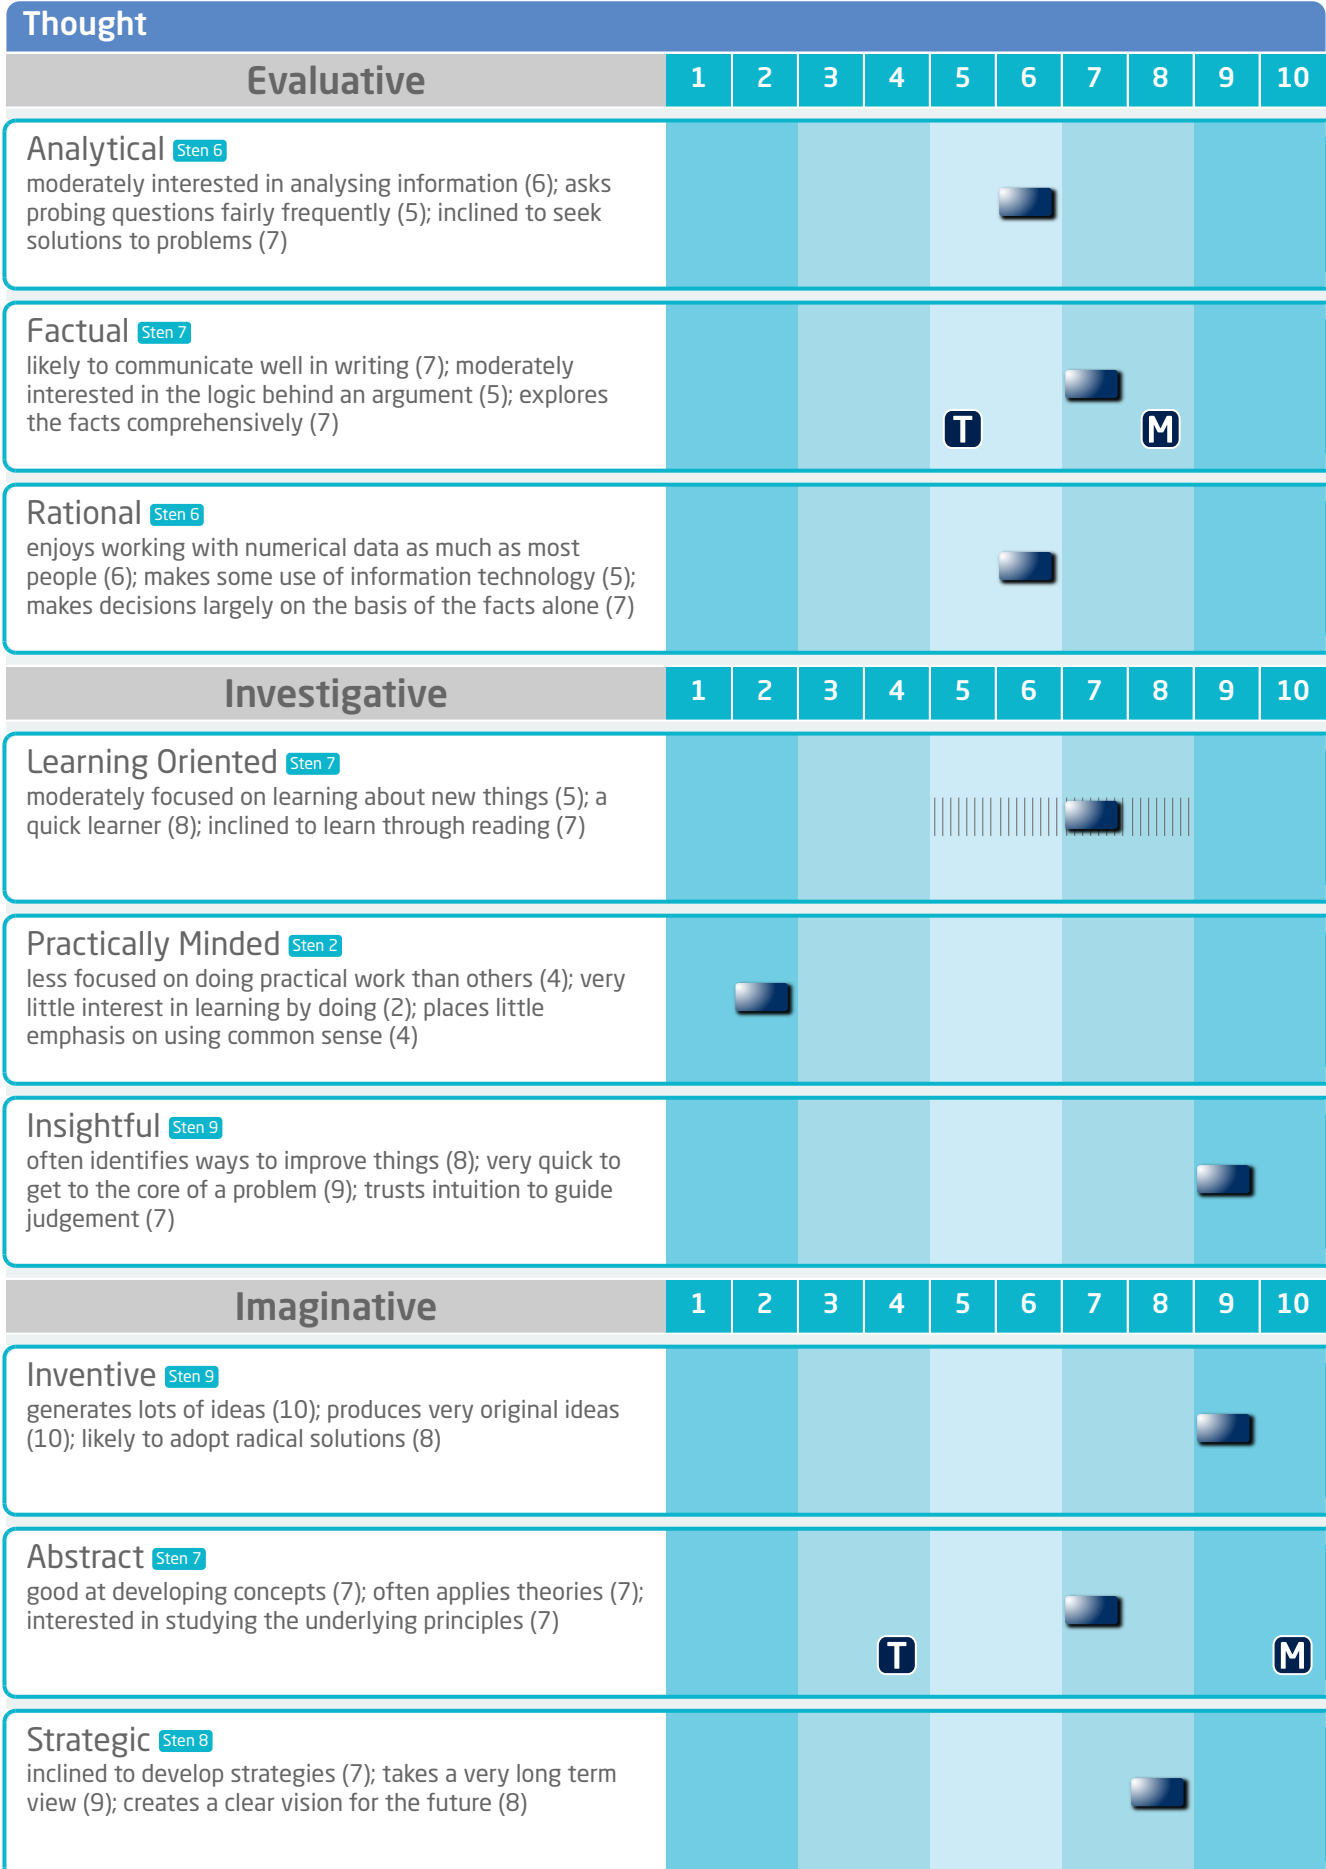 Thought
Evaluative 1 2 3 4 5 6 7 8 9 10
Analytical Sten 6
moderately interested in analysing information (6); asks
probing questions fairly frequently (5); inclined to seek
solutions to problems (7)
Factual Sten 7
likely to communicate well in writing (7); moderately
interested in the logic behind an argument (5); explores
the facts comprehensively (7)
T M
Rational Sten 6
enjoys working with numerical data as much as most
people (6); makes some use of information technology (5);
makes decisions largely on the basis of the facts alone (7)
Investigative 1 2 3 4 5 6 7 8 9 10
Learning Oriented Sten 7
moderately focused on learning about new things (5); a
quick learner (8); inclined to learn through reading (7)
Practically Minded Sten 2
less focused on doing practical work than others (4); very
little interest in learning by doing (2); places little
emphasis on using common sense (4)
Insightful Sten 9
often identifies ways to improve things (8); very quick to
get to the core of a problem (9); trusts intuition to guide
judgement (7)
Imaginative 1 2 3 4 5 6 7 8 9 10
Inventive Sten 9
generates lots of ideas (10); produces very original ideas
(10); likely to adopt radical solutions (8)
Abstract Sten 7
good at developing concepts (7); often applies theories (7);
interested in studying the underlying principles (7)
T M
Strategic Sten 8
inclined to develop strategies (7); takes a very long term
view (9); creates a clear vision for the future (8)